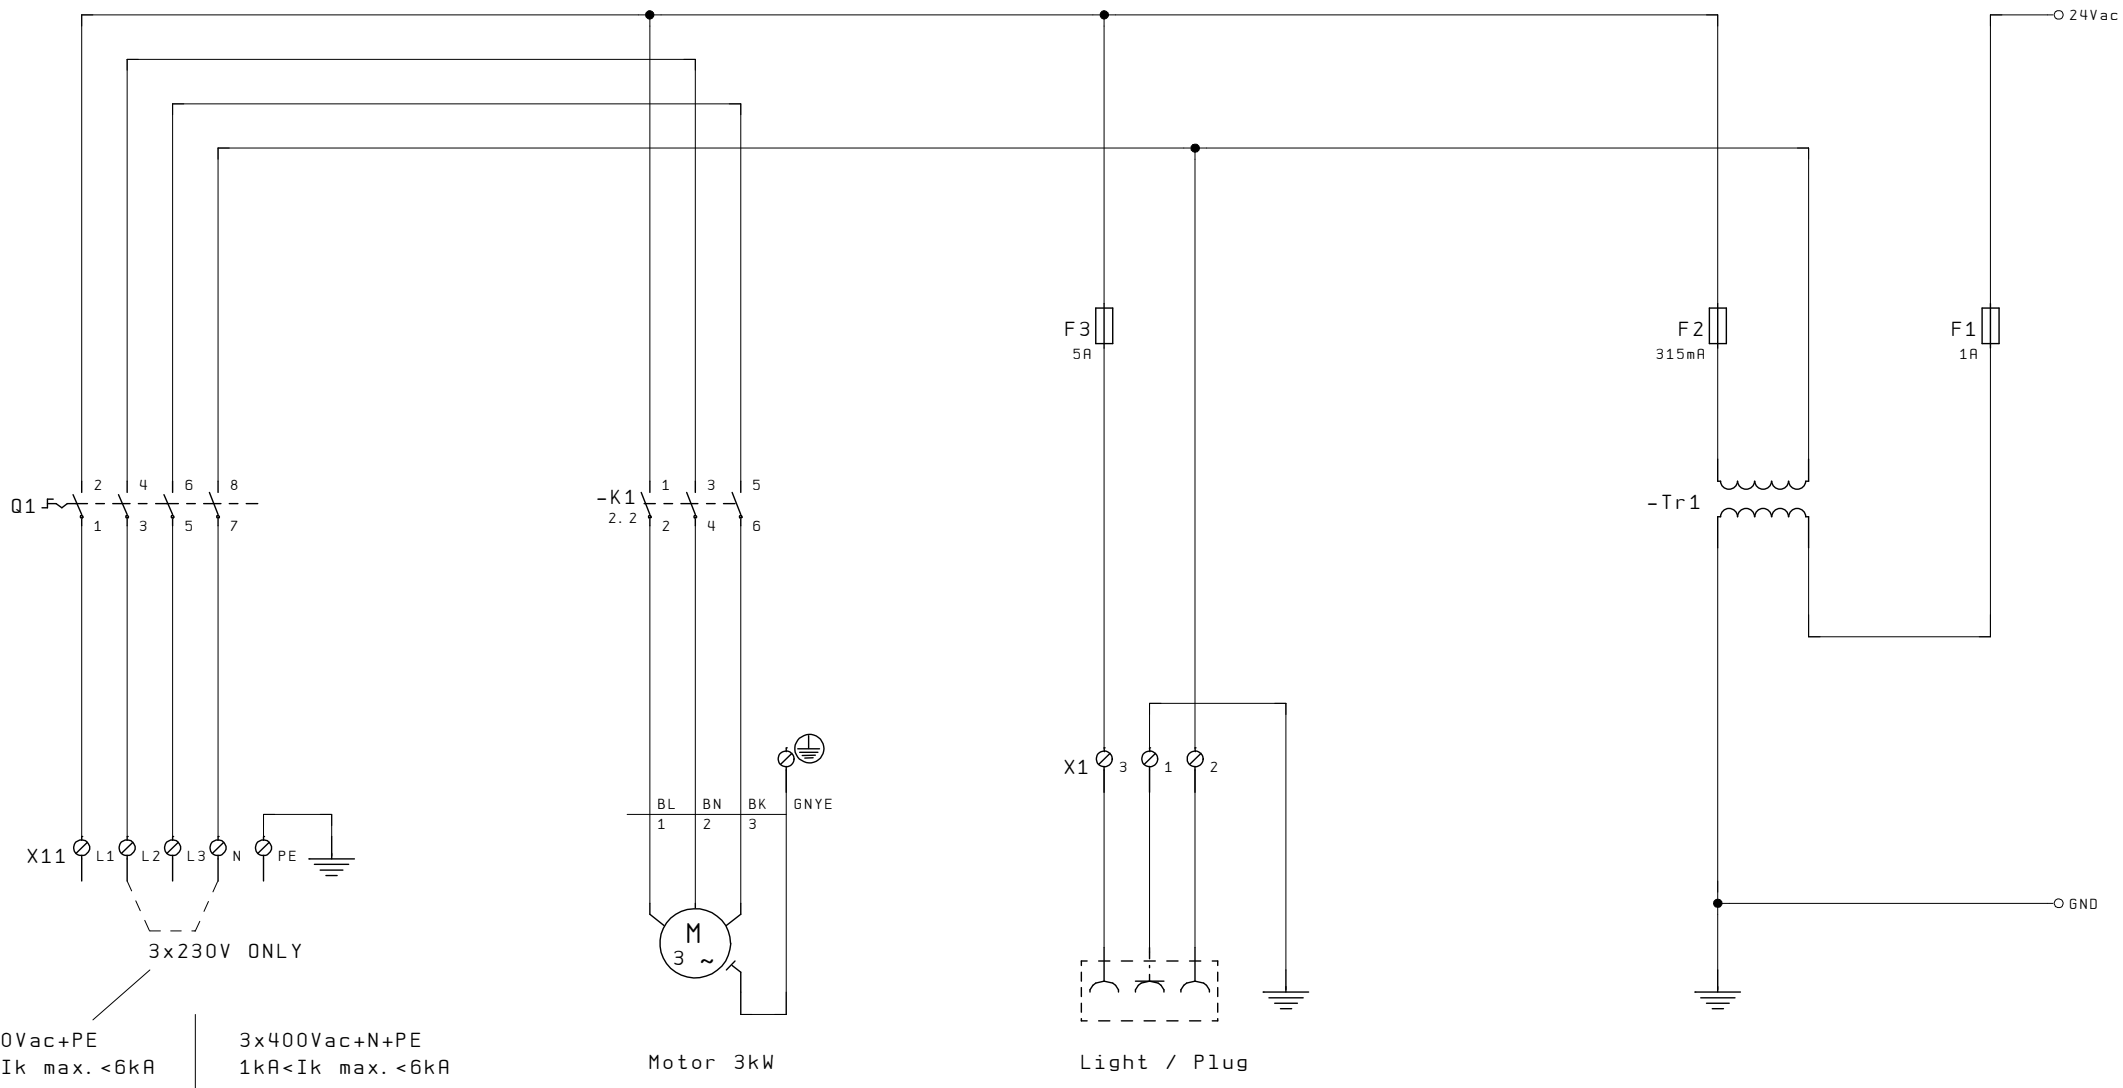 24Vac
F3
5A
F2
315mA
F1
1A
Q1
2 4 6 8
1 3 5 7
-K1
2.2
1 3 5
2 4 6
-Tr1
X1 3 1 2
BL BN BK GNYE
1 2 3
X11 L1 L2 L3 N PE
GND
M
3 ~
3x230V ONLY
0Vac+PE
Ik max.<6kA
3x400Vac+N+PE
1kA<Ik max.<6kA
Motor 3kW
Light / Plug